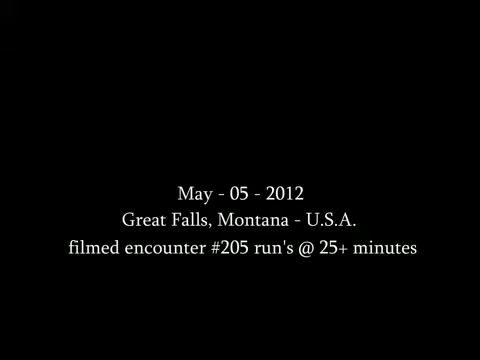 May - 05 - 2012
Great Falls, Montana - U.S.A.
filmed encounter #205 run's @ 25+ minutes